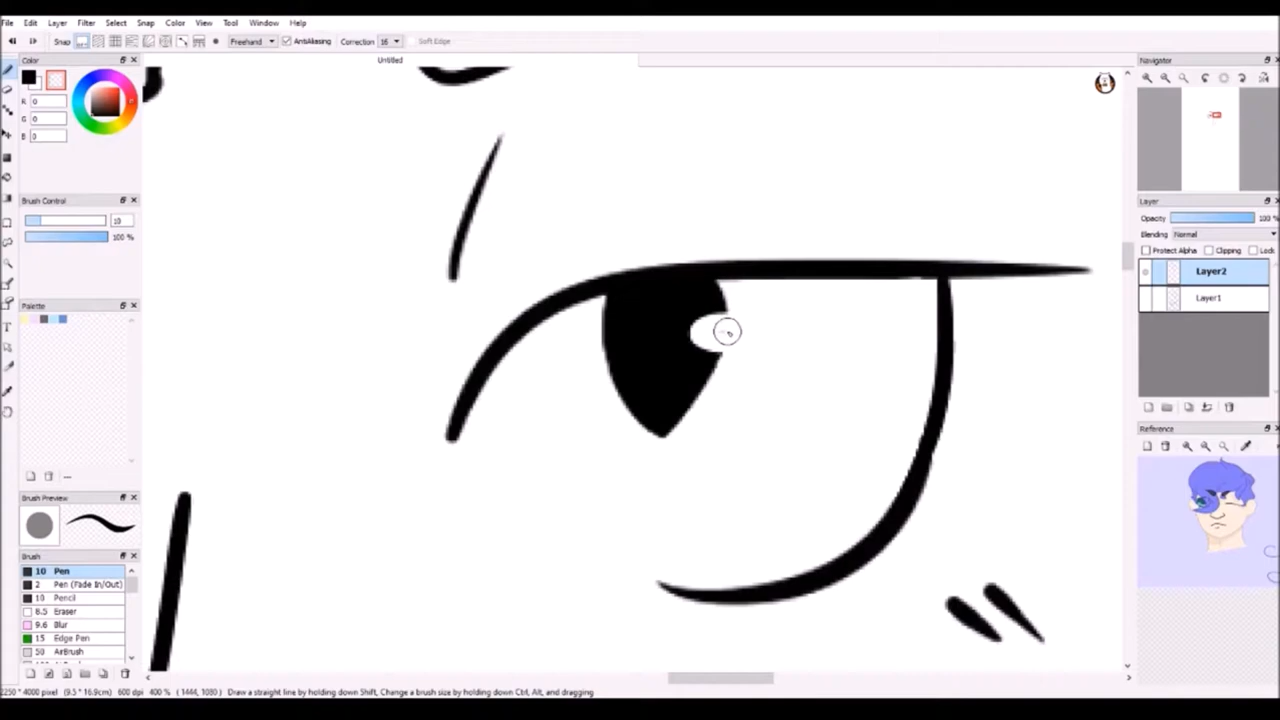 File Edit Layer Filter Select Snap Color View Tool Window Help
Snap Freehand AntiAliasing Correction 16 Soft Edge
Color
Untitled
Navigator
R 0
G 0
B 0
Brush Control
10
100 %
Layer
Opacity 100 %
Blending Normal
Protect Alpha Clipping Lock
Layer2
Layer1
Palette
Reference
Brush Preview
Brush
10 Pen
2 Pen (Fade In/Out)
10 Pencil
8.5 Eraser
9.6 Blur
15 Edge Pen
50 AirBrush
2250 * 4000 pixel (9.5 * 16.9cm) 600 dpi 400 % ( 1444, 1080 ) Draw a straight line by holding down Shift, Change a brush size by holding down Ctrl, Alt, and dragging